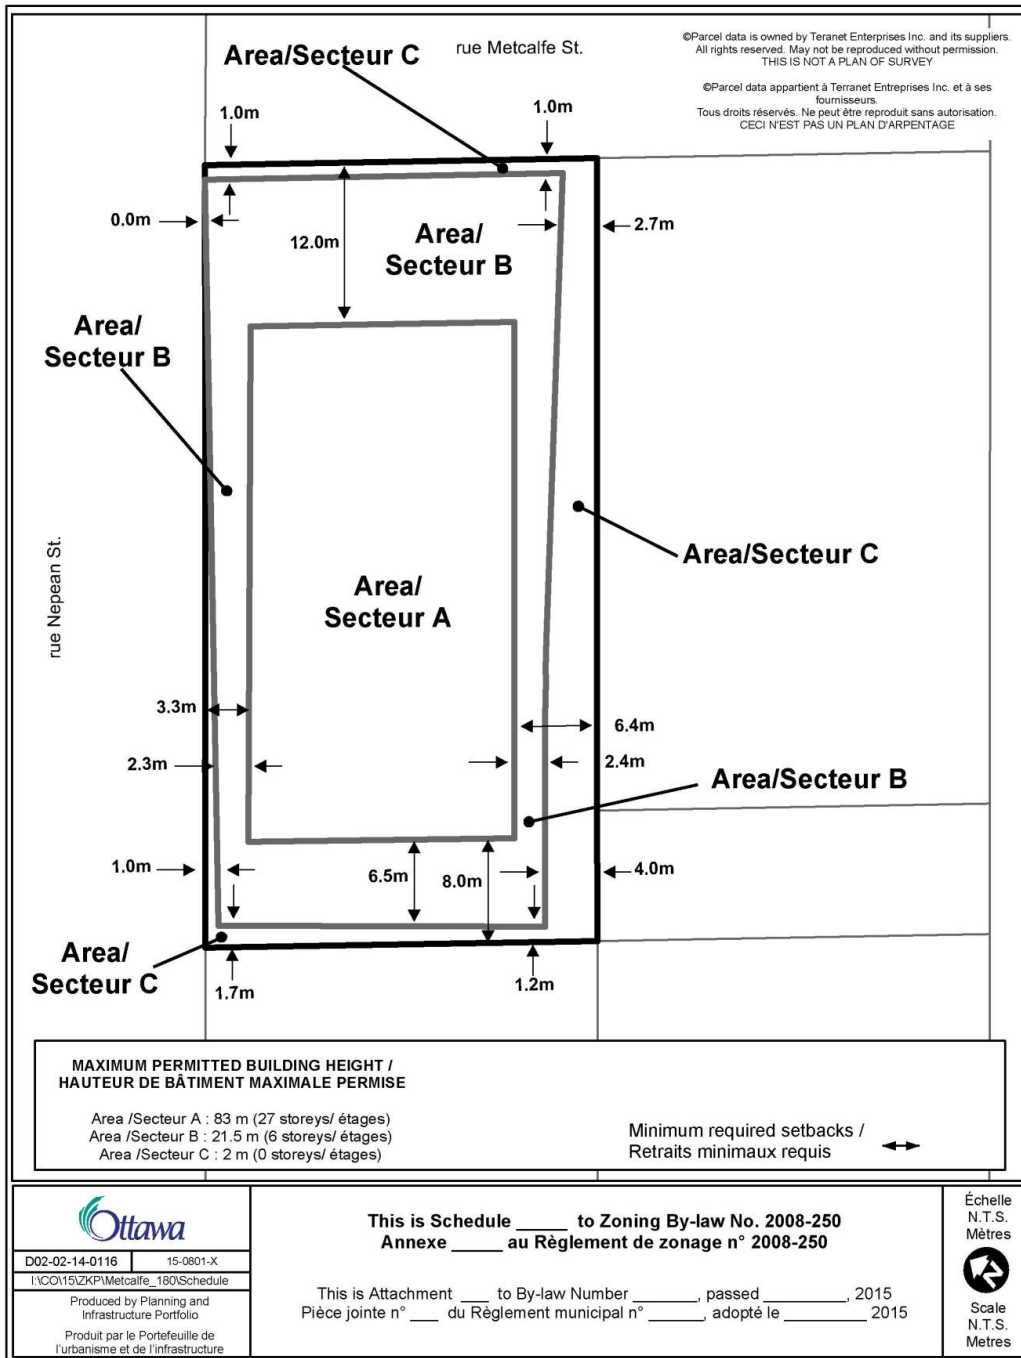 rue Metcalfe St.
©Parcel data is owned by Teranet Enterprises Inc. and its suppliers.
All rights reserved. May not be reproduced without permission.
THIS IS NOT A PLAN OF SURVEY
©Parcel data appartient à Terranet Entreprises Inc. et à ses
fournisseurs.
Tous droits réservés. Ne peut être reproduit sans autorisation.
CECI N'EST PAS UN PLAN D'ARPENTAGE
Area/Secteur C
1.0m
1.0m
0.0m
2.7m
12.0m
Area/
Secteur B
Area/
Secteur B
rue Nepean St.
Area/Secteur C
Area/
Secteur A
3.3m
6.4m
2.3m
2.4m
Area/Secteur B
1.0m
6.5m
8.0m
4.0m
Area/
Secteur C
1.7m
1.2m
MAXIMUM PERMITTED BUILDING HEIGHT /
HAUTEUR DE BÂTIMENT MAXIMALE PERMISE
Area /Secteur A : 83 m (27 storeys/ étages)
Area /Secteur B : 21.5 m (6 storeys/ étages)
Area /Secteur C : 2 m (0 storeys/ étages)
Minimum required setbacks /
Retraits minimaux requis
Ottawa
D02-02-14-0116 15-0801-X
I:\CO\15\ZKP\Metcalfe_180\Schedule
Produced by Planning and
Infrastructure Portfolio
Produit par le Portefeuille de
l'urbanisme et de l'infrastructure
This is Schedule _____ to Zoning By-law No. 2008-250
Annexe _____ au Règlement de zonage n° 2008-250
This is Attachment ___ to By-law Number ______, passed _________, 2015
Pièce jointe n° ___ du Règlement municipal n° ______, adopté le _________ 2015
Échelle
N.T.S.
Mètres
N
Scale
N.T.S.
Metres